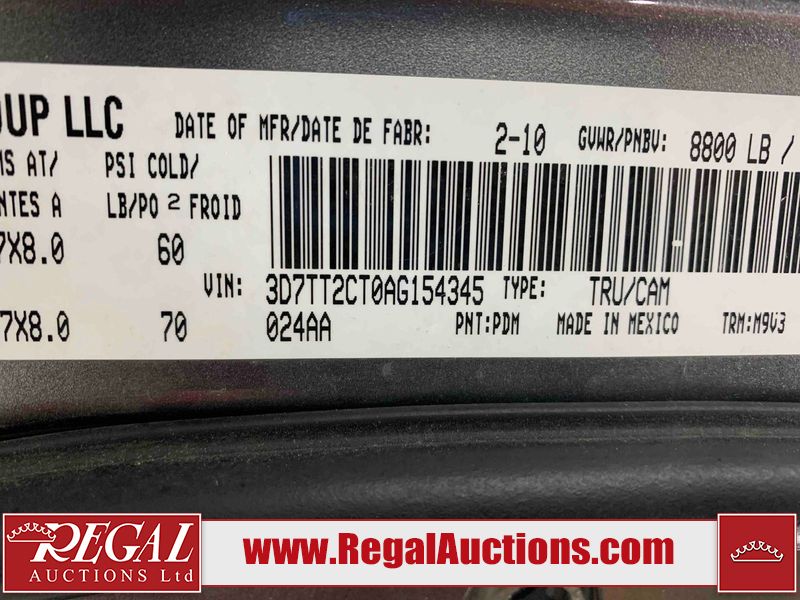 OUP LLC DATE OF MFR/DATE DE FABR: 2-10 GVWR/PNBV: 8800 LB /
MS AT/ PSI COLD/
NTES A LB/PO 2 FROID
7X8.0 60
VIN: 3D7TT2CT0AG154345 TYPE: TRU/CAM
7X8.0 70 024AA PNT:PDM MADE IN MEXICO TRM:M9V3
REGAL
AUCTIONS Ltd
www.RegalAuctions.com